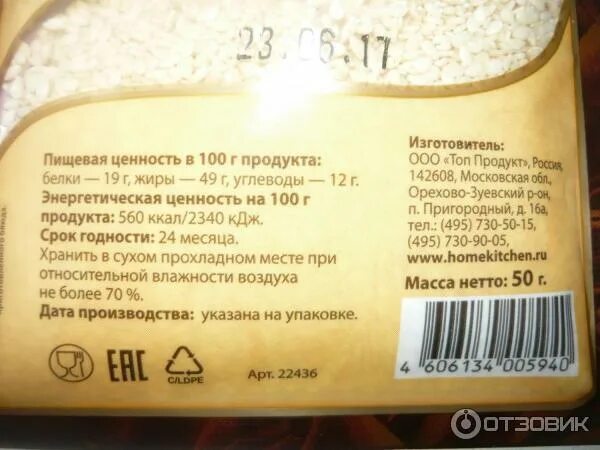 23.06.17
Пищевая ценность в 100 г продукта:
белки — 19 г, жиры — 49 г, углеводы — 12 г.
Энергетическая ценность на 100 г
продукта: 560 ккал/2340 кДж.
Срок годности: 24 месяца.
Хранить в сухом прохладном месте при
относительной влажности воздуха
не более 70 %.
Дата производства: указана на упаковке.
Изготовитель:
ООО «Топ Продукт», Россия,
142608, Московская обл.,
Орехово-Зуевский р-он,
п. Пригородный, д. 16а,
тел.: (495) 730-50-15,
(495) 730-90-05,
www.homekitchen.ru
Масса нетто: 50 г.
4 606134 005940
EAC
C/LDPE
Арт. 22436
ОТЗОВИК